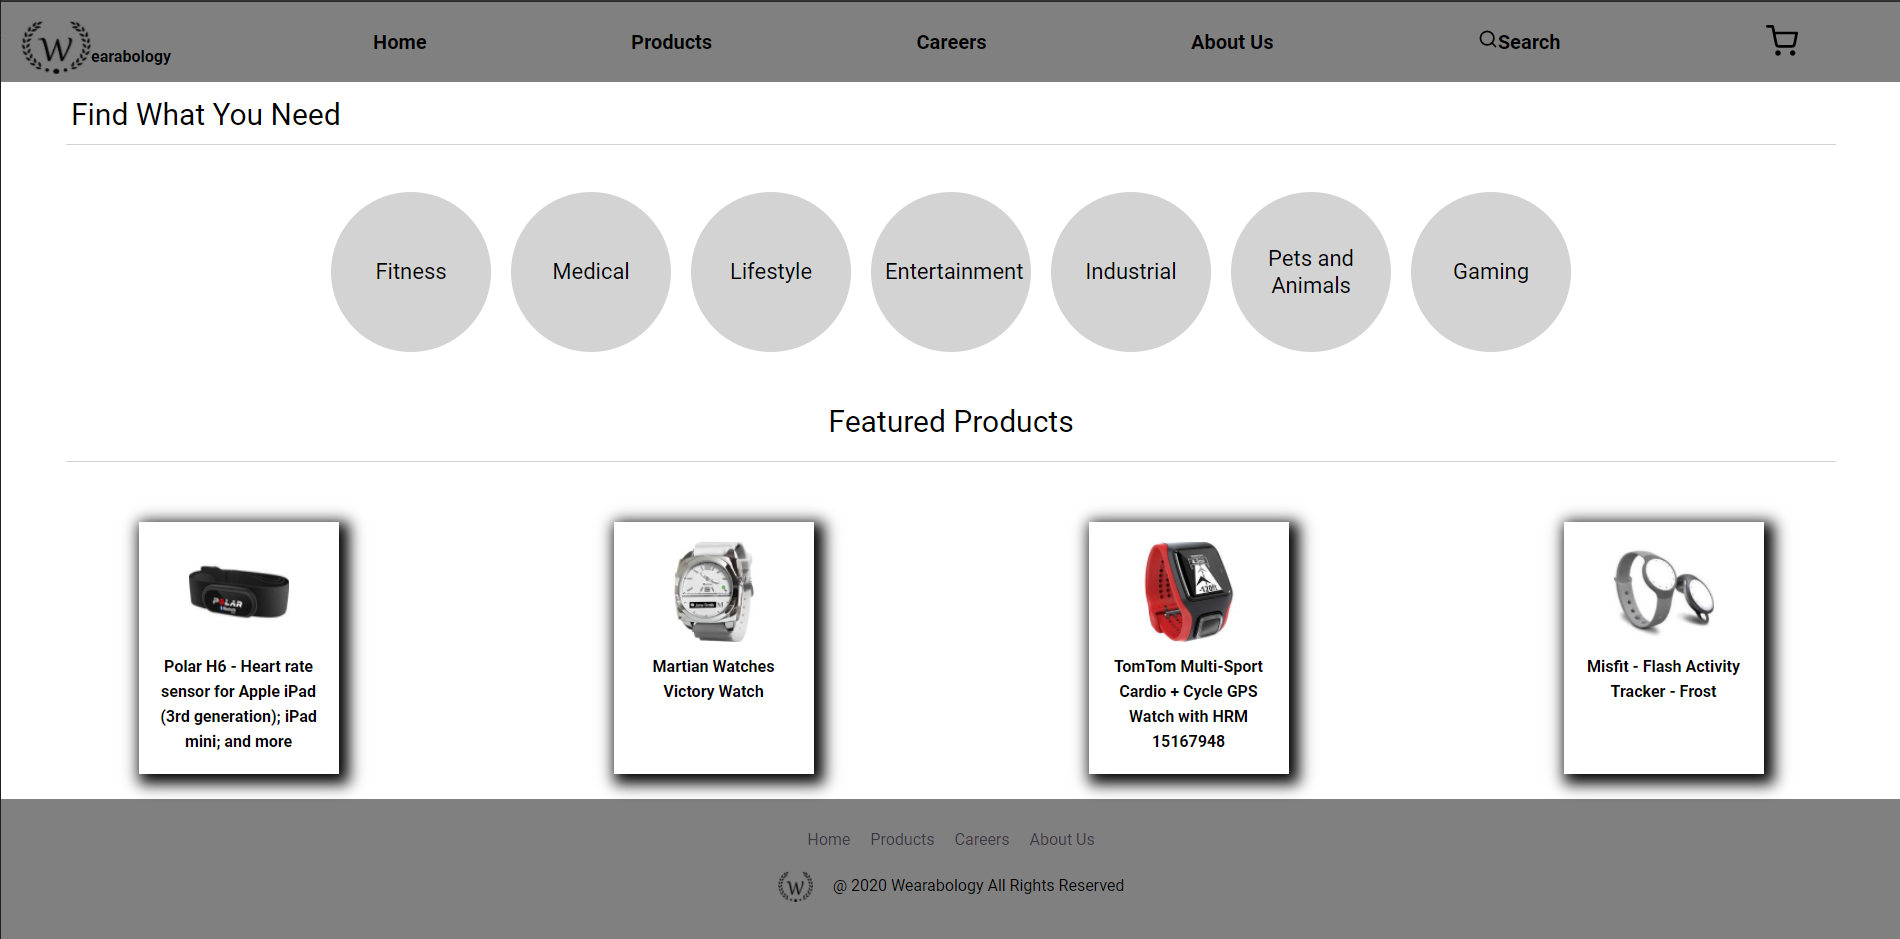 W earabology
Home
Products
Careers
About Us
Search
Find What You Need
Fitness
Medical
Lifestyle
Entertainment
Industrial
Pets and
Animals
Gaming
Featured Products
POLAR
Polar H6 - Heart rate
sensor for Apple iPad
(3rd generation); iPad
mini; and more
M
Martian Watches
Victory Watch
-120ft
TomTom Multi-Sport
Cardio + Cycle GPS
Watch with HRM
15167948
Misfit - Flash Activity
Tracker - Frost
Home
Products
Careers
About Us
W
@ 2020 Wearabology All Rights Reserved